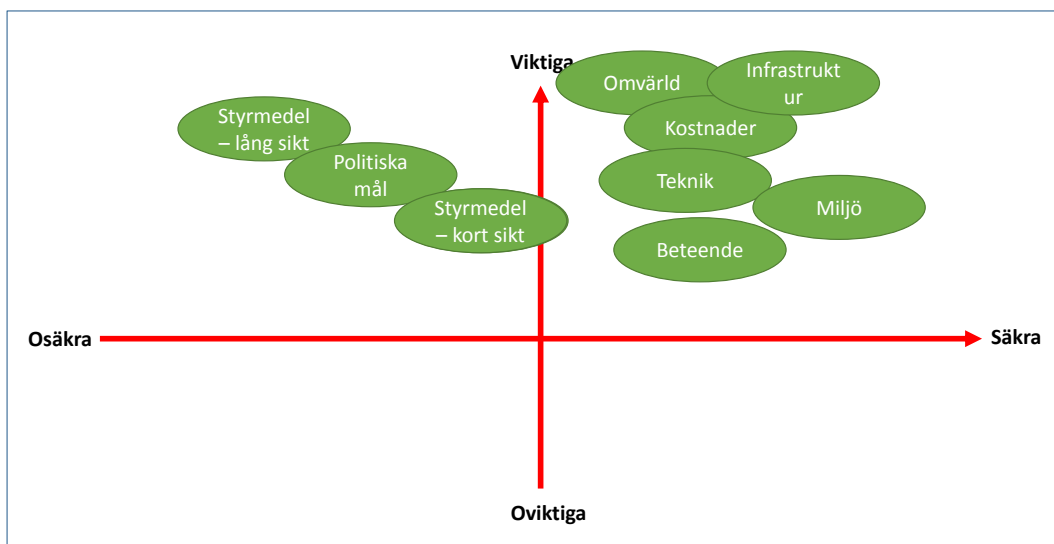 Viktiga
Omvärld
Infrastrukt
ur
Styrmedel
– lång sikt
Kostnader
Politiska
mål
Teknik
Styrmedel
– kort sikt
Miljö
Beteende
Osäkra
Säkra
Oviktiga